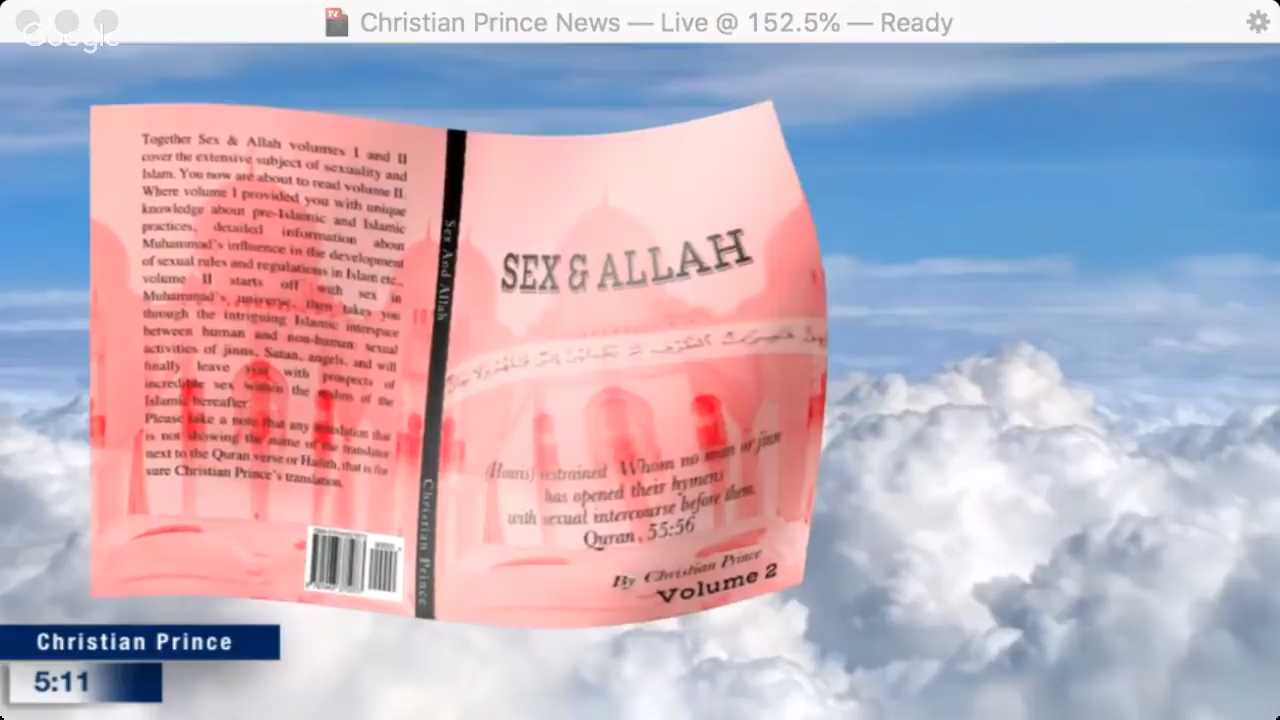 Christian Prince News — Live @ 152.5% — Ready
Google
Together Sex & Allah volumes I and II
cover the extensive subject of sexuality and
Islam. You now are about to read volume II.
Where volume I provided you with unique
knowledge about pre-Islamic and Islamic
practices, detailed information about
Muhammad's influence in the development
of sexual rules and regulations in Islam etc.,
volume II starts off with sex in
Muhammad's universe, then takes you
through the intriguing Islamic interspace
between human and non-human sexual
activities of jinns, Satan, angels, and will
finally leave you with prospects of
incredible sex within the realms of the
Islamic hereafter.
Please take a note that any translation that
is not showing the name of the translator
next to the Quran verse or Hadith, that is for
sure Christian Prince's translation.
Sex And Allah
Christian Prince
SEX & ALLAH
(Houris) restrained Whom no man or jinn
has opened their hymens
with sexual intercourse before them.
Quran, 55:56
By Christian Prince
Volume 2
Christian Prince
5:11